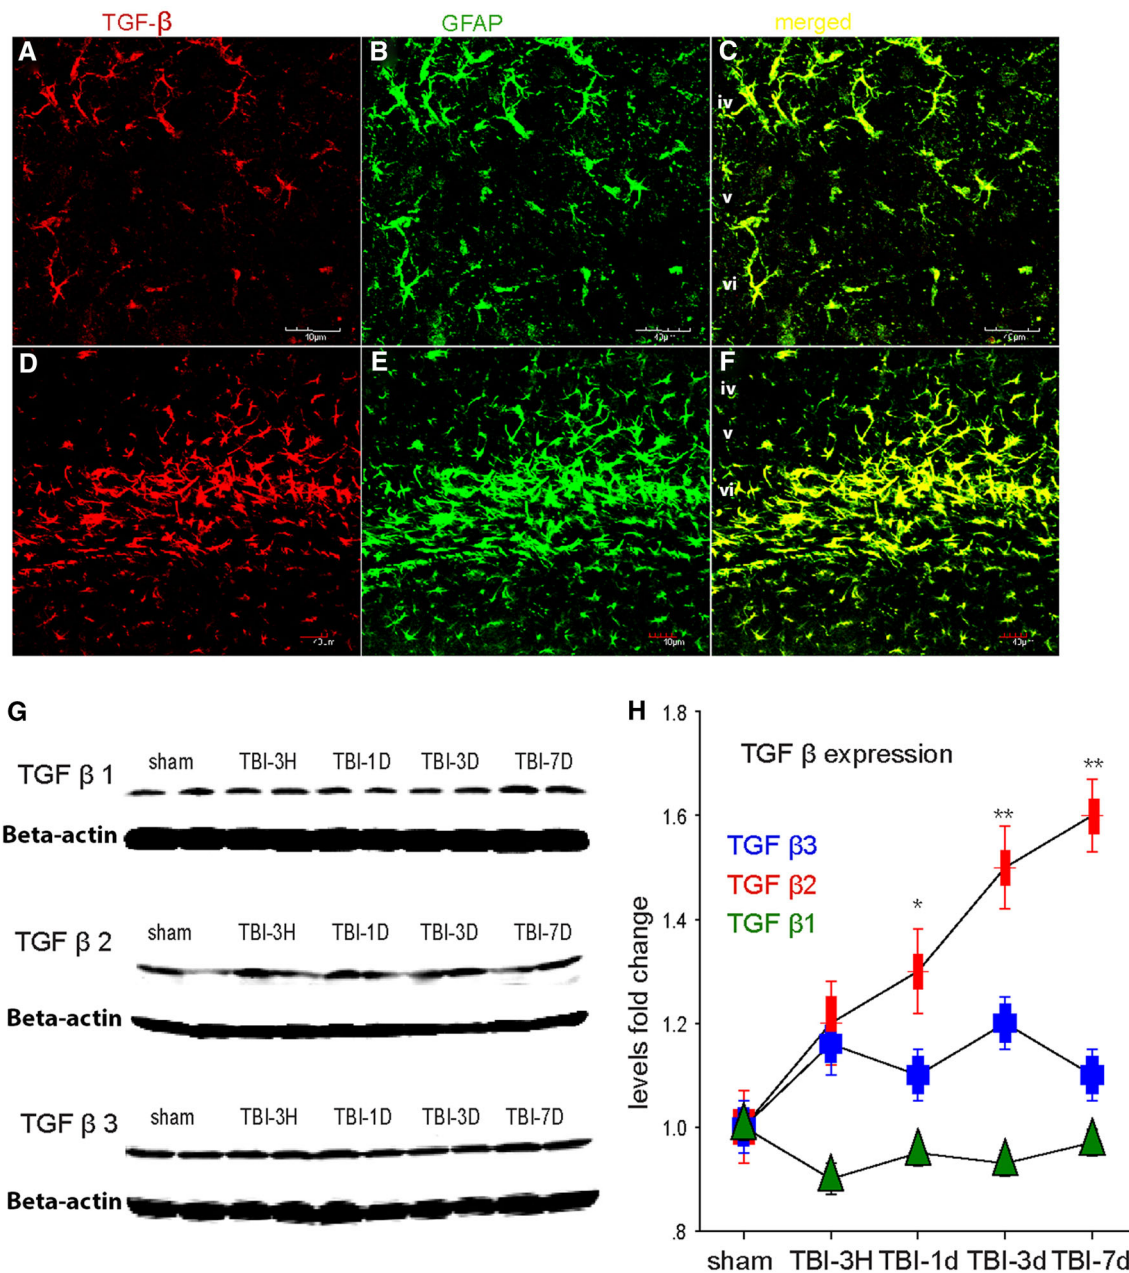 TGF-β GFAP merged
A B C
iv
v
vi
10μm 10μm
D E F
iv
v
vi
10μm
G
TGF β 1 sham TBI-3H TBI-1D TBI-3D TBI-7D
Beta-actin
TGF β 2 sham TBI-3H TBI-1D TBI-3D TBI-7D
Beta-actin
TGF β 3 sham TBI-3H TBI-1D TBI-3D TBI-7D
Beta-actin
H
TGF β expression
TGF β3
TGF β2
TGF β1
levels fold change
1.8
1.6
1.4
1.2
1.0
.8
* ** **
sham TBI-3H TBI-1d TBI-3d TBI-7d